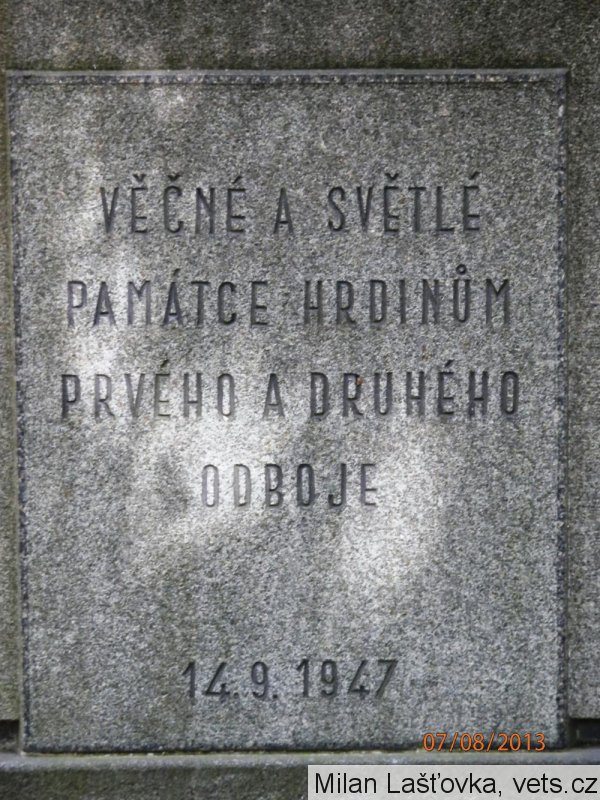 VĚČNÉ A SVĚTLÉ
PAMÁTCE HRDINŮM
PRVÉHO A DRUHÉHO
ODBOJE
14. 9. 1947
07/08/2013
Milan Lašťovka, vets.cz